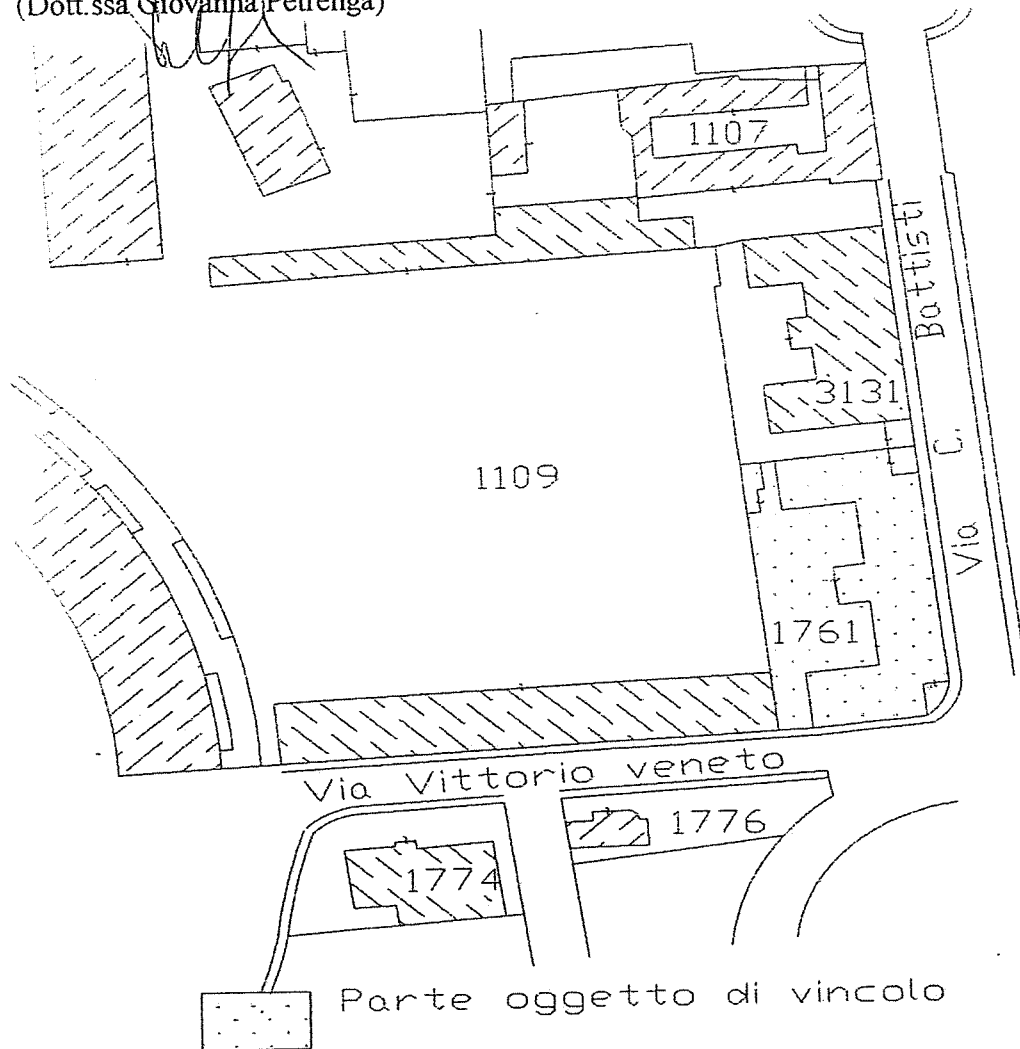 (Dott.ssa Giovanna Petrenga)
1107
Via C. Battisti
3131
1109
1761
Via Vittorio veneto
1776
1774
Parte oggetto di vincolo